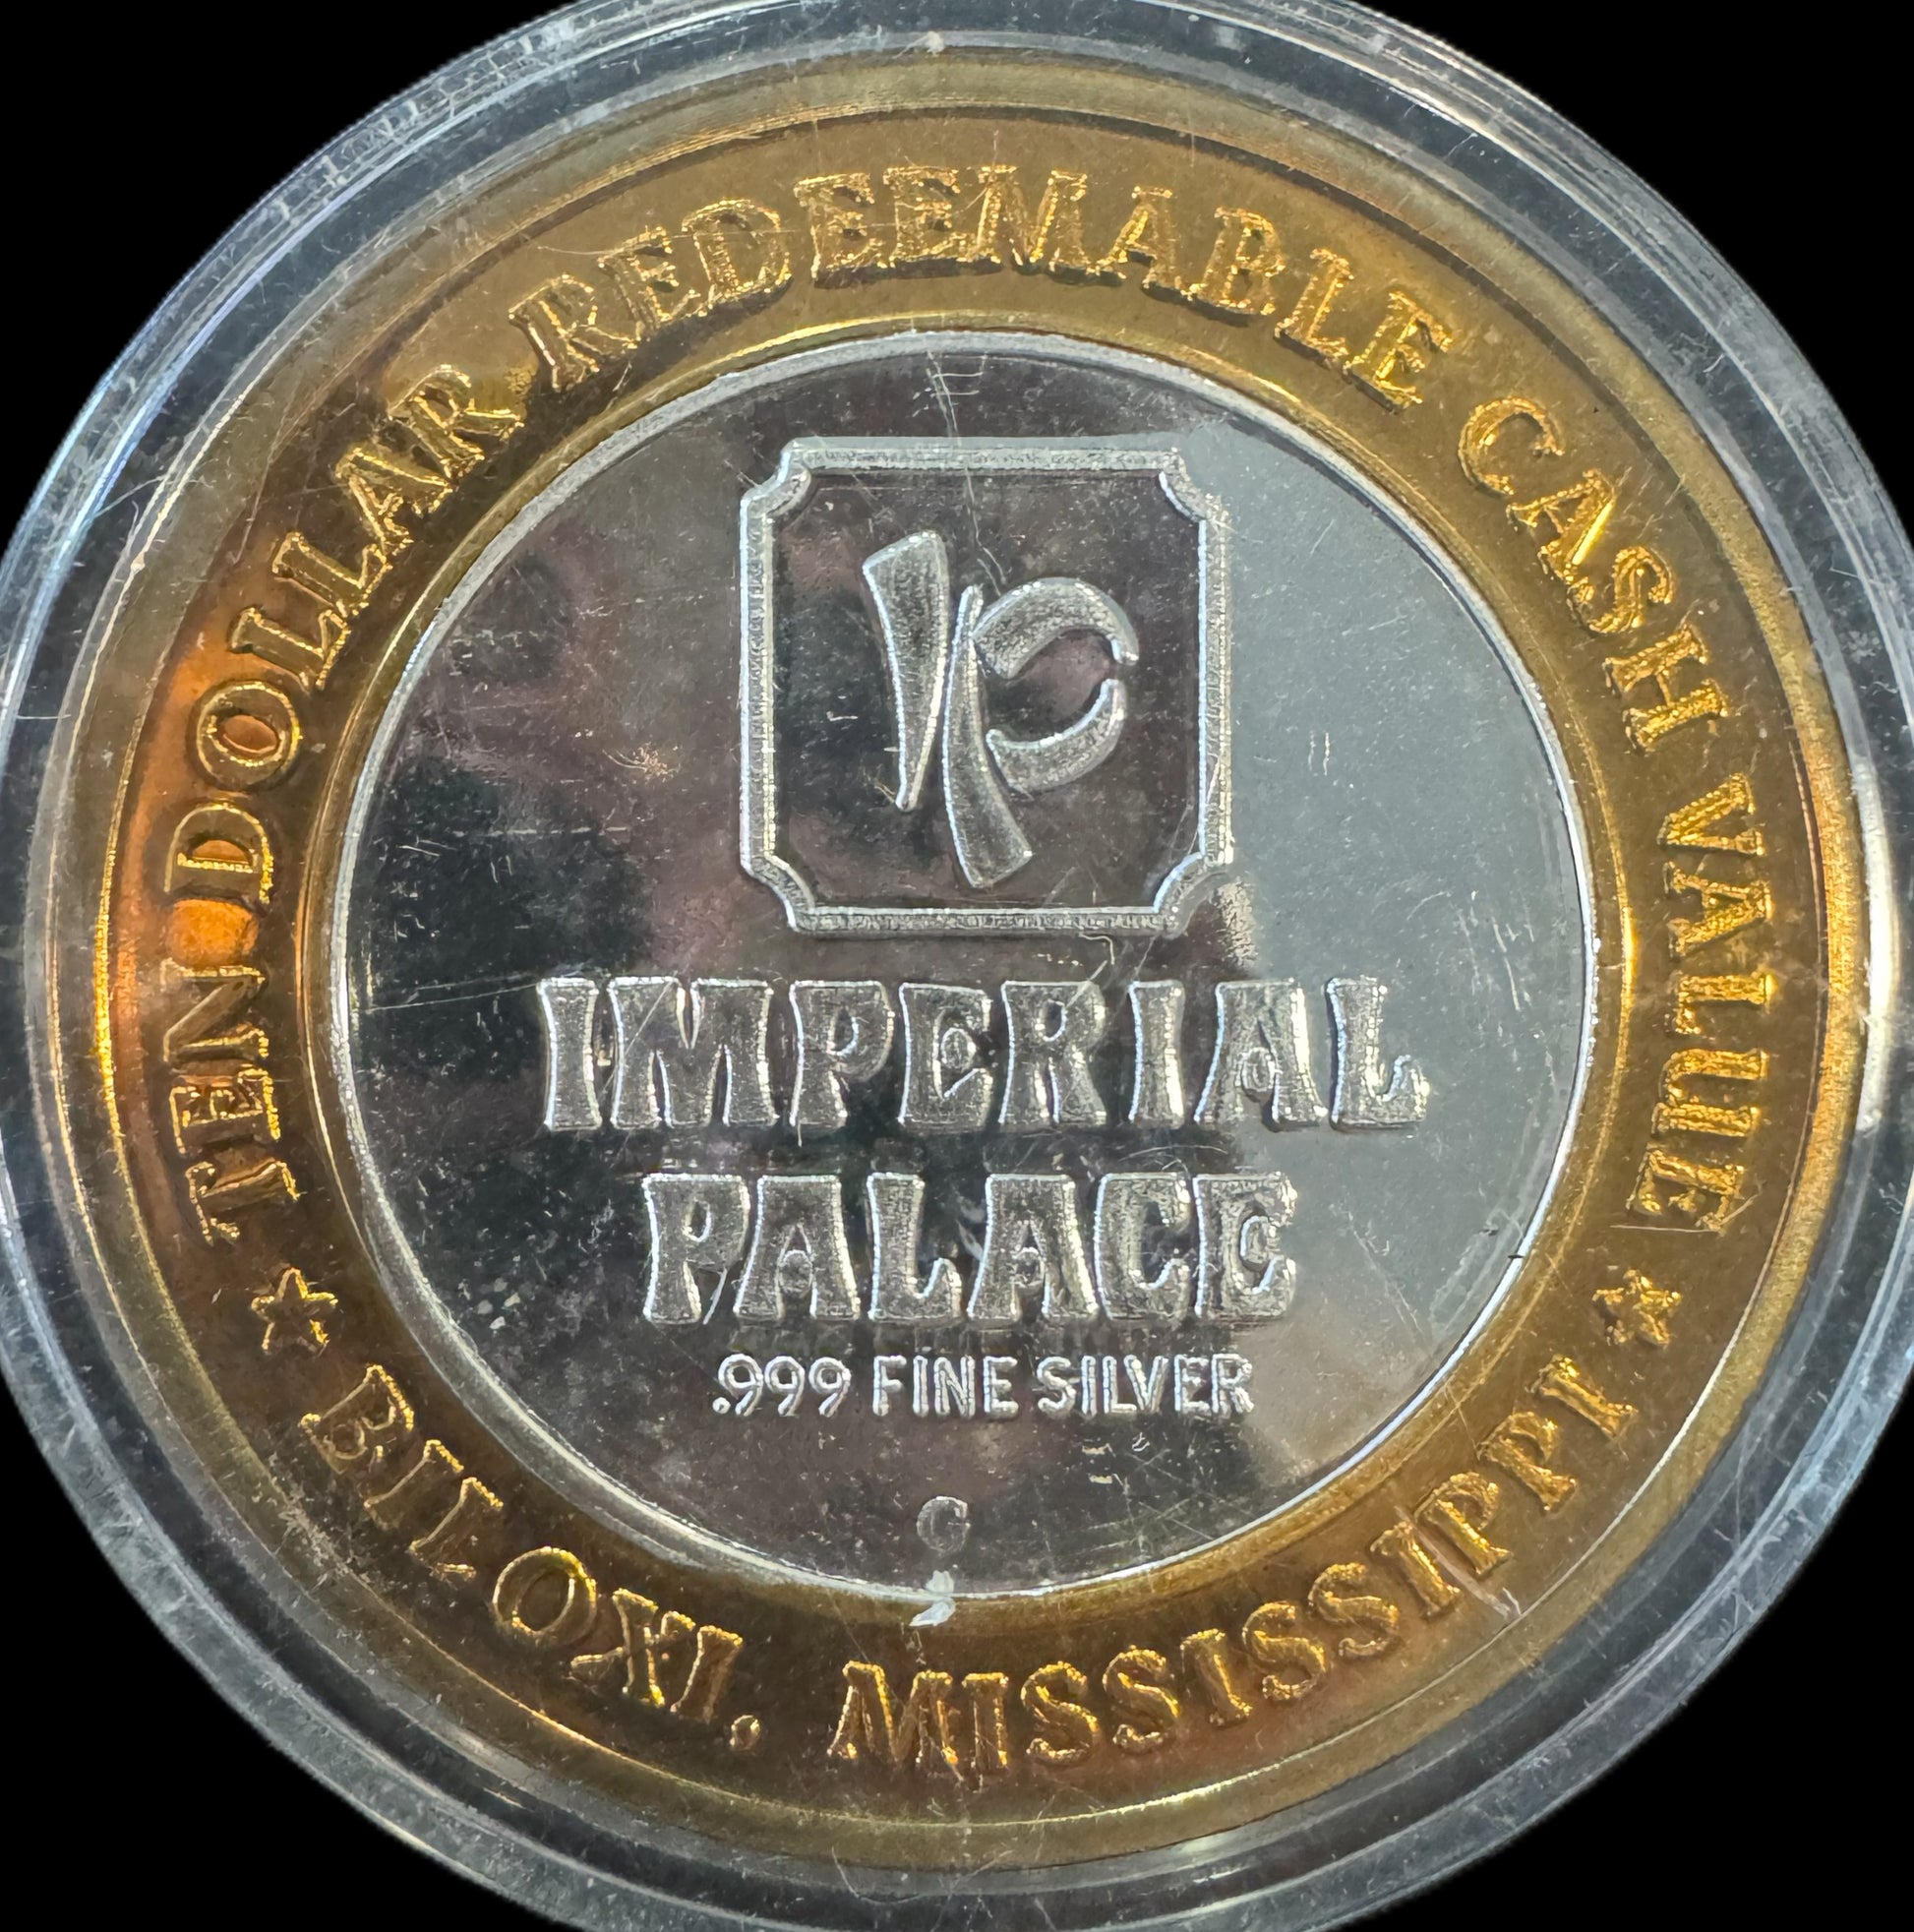 TEN DOLLAR REDEEMABLE CASH VALUE
IP
IMPERIAL
PALACE
.999 FINE SILVER
G
★ BILOXI, MISSISSIPPI ★